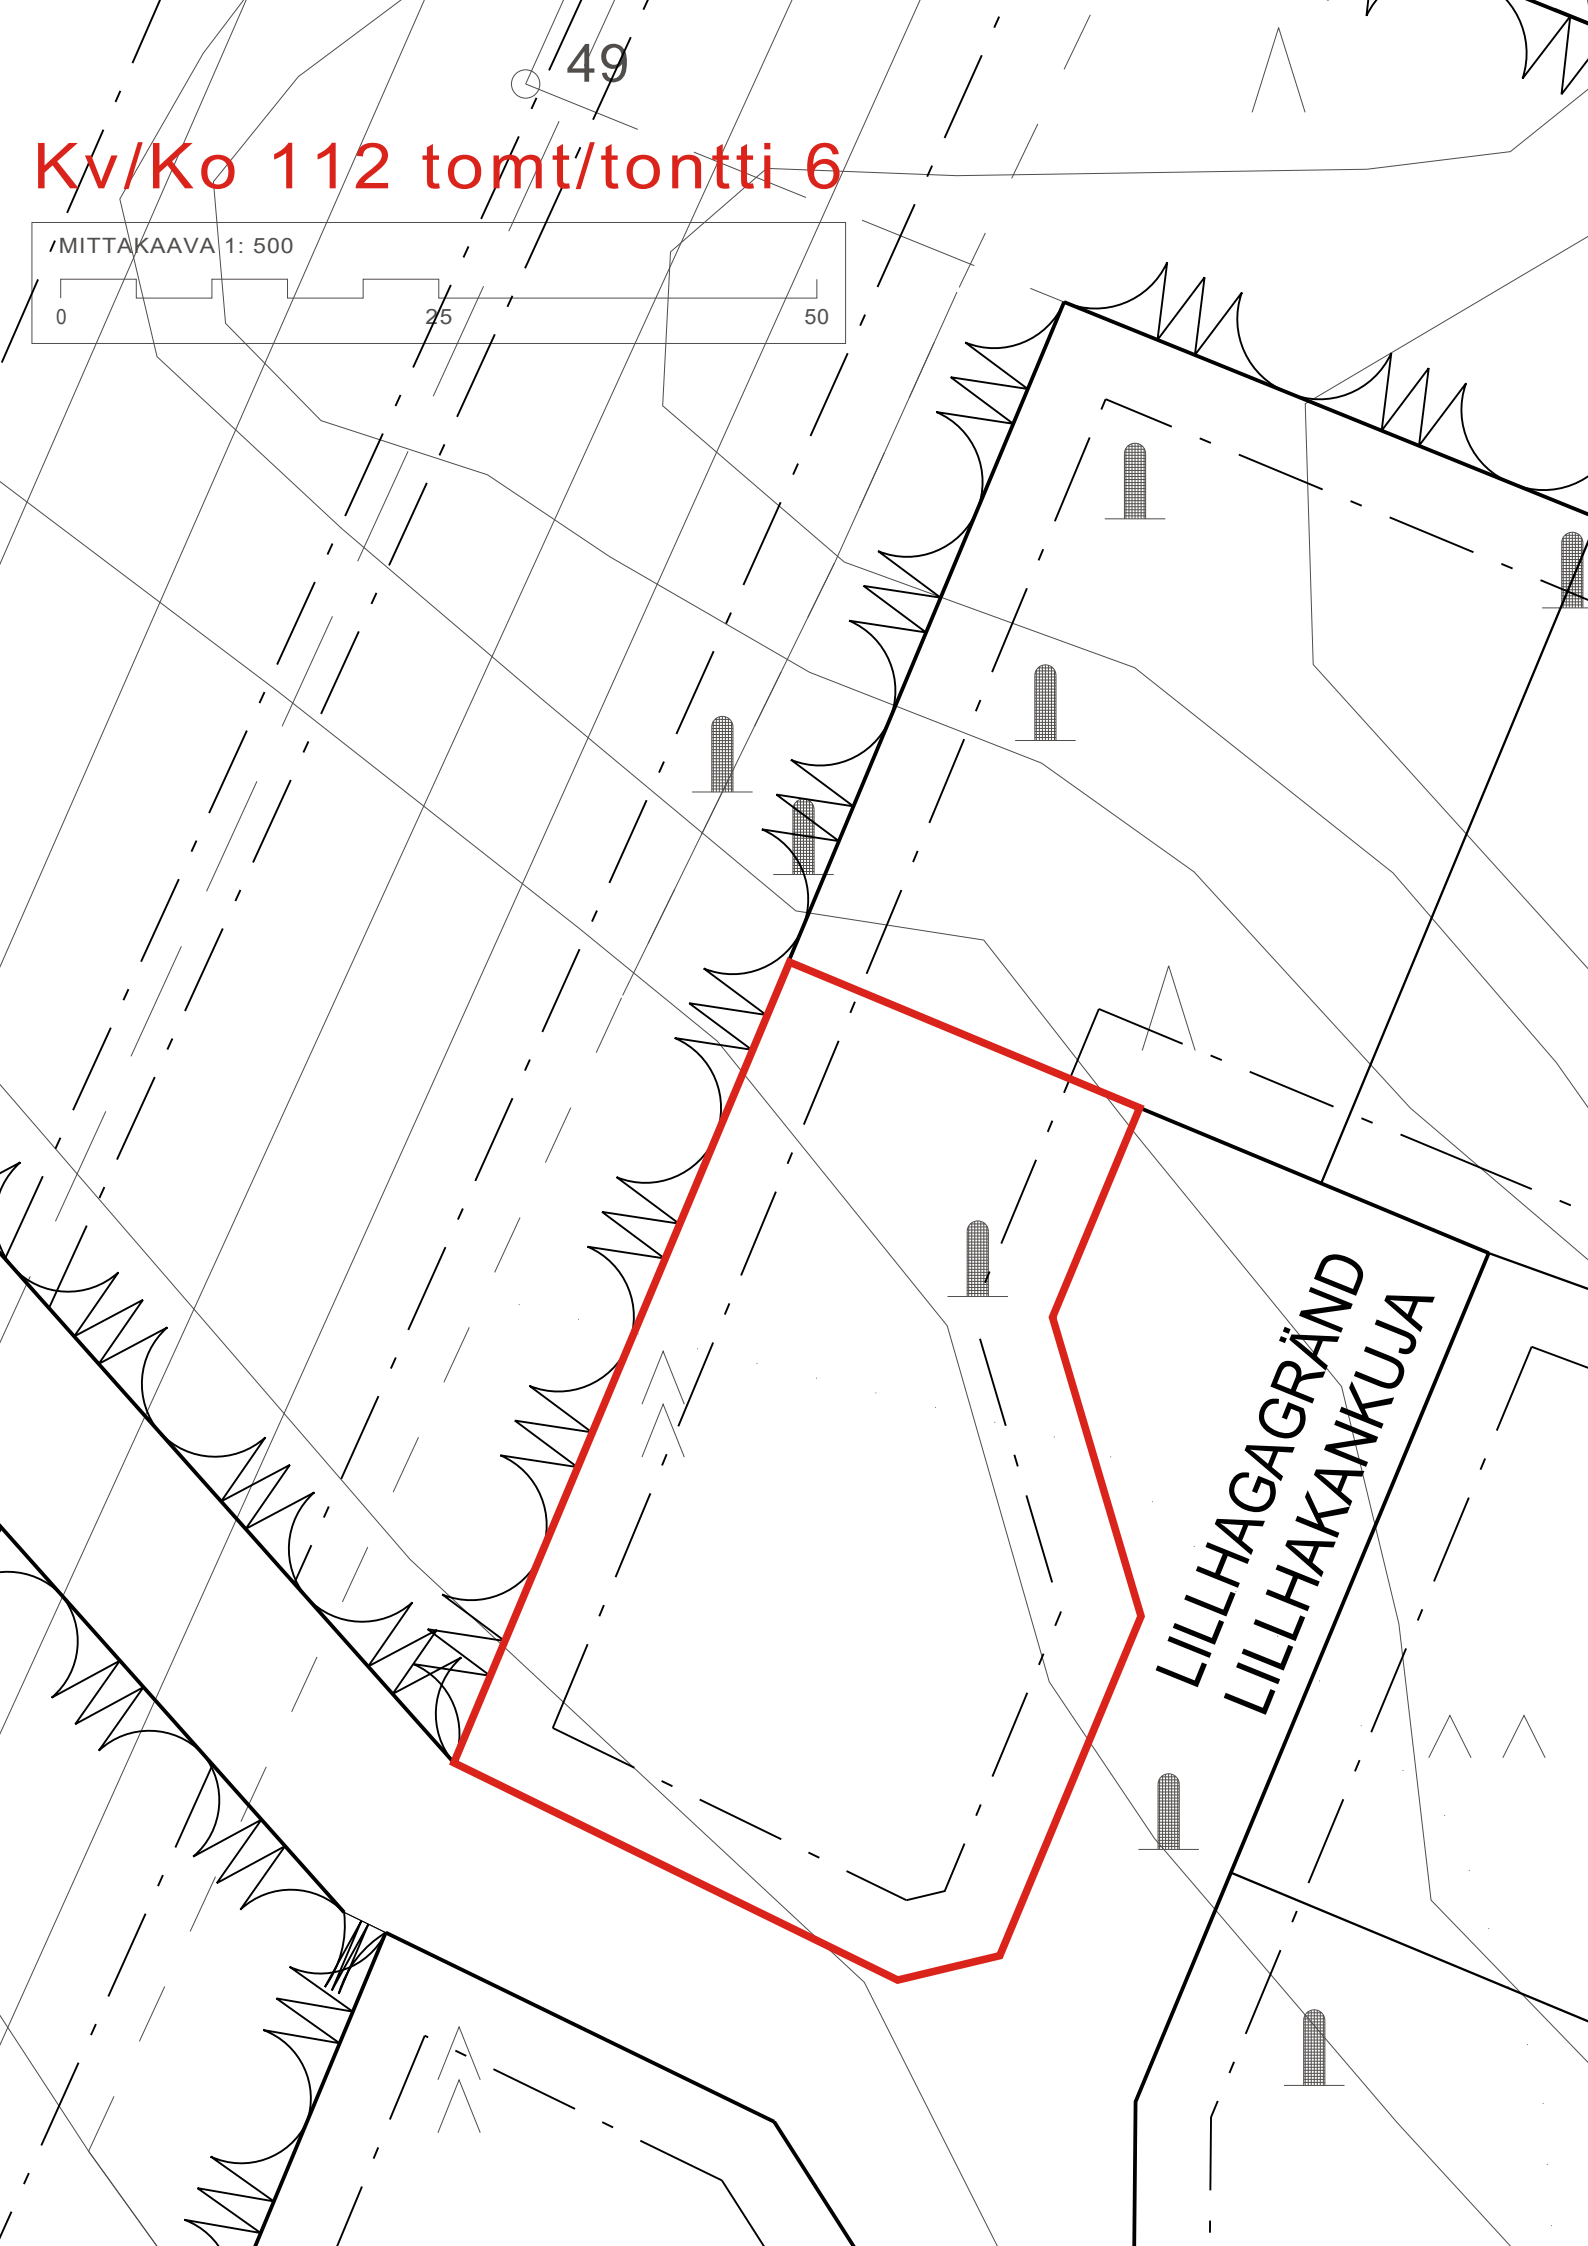 49
Kv/Ko 112 tomt/tontti 6
MITTAKAAVA 1: 500
0 25 50
LILLHAGAGRÄND
LILLHAKANKUJA